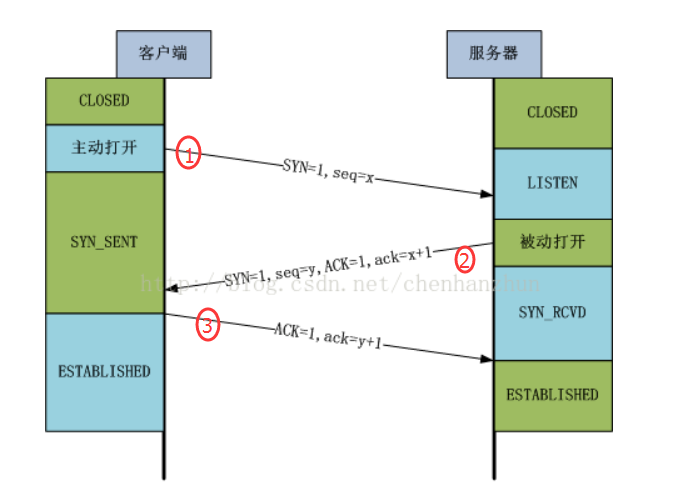 客户端
服务器
CLOSED
CLOSED
主动打开
①
SYN=1,seq=x
LISTEN
SYN_SENT
被动打开
②
SYN=1,seq=y,ACK=1,ack=x+1
http://blog.csdn.net/chenhanzhun
SYN_RCVD
③
ACK=1,ack=y+1
ESTABLISHED
ESTABLISHED